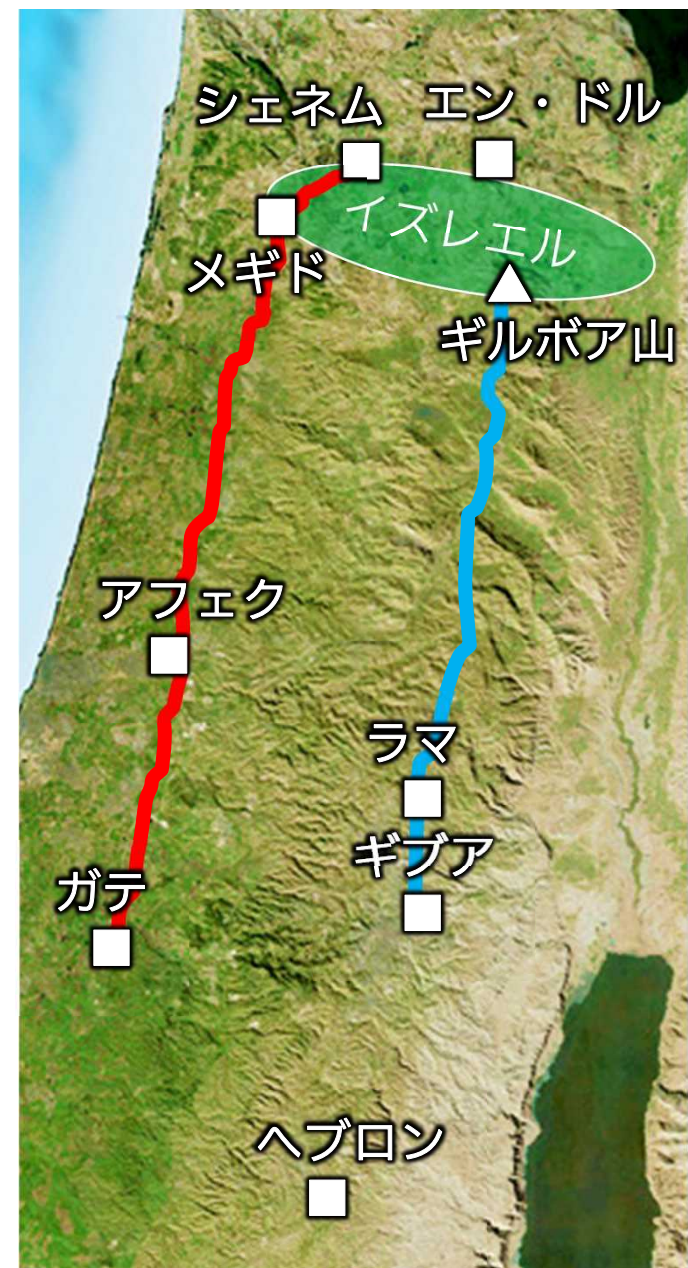 シェネム
エン・ドル
イズレエル
メギド
ギルボア山
アフェク
ラマ
ギブア
ガテ
ヘブロン